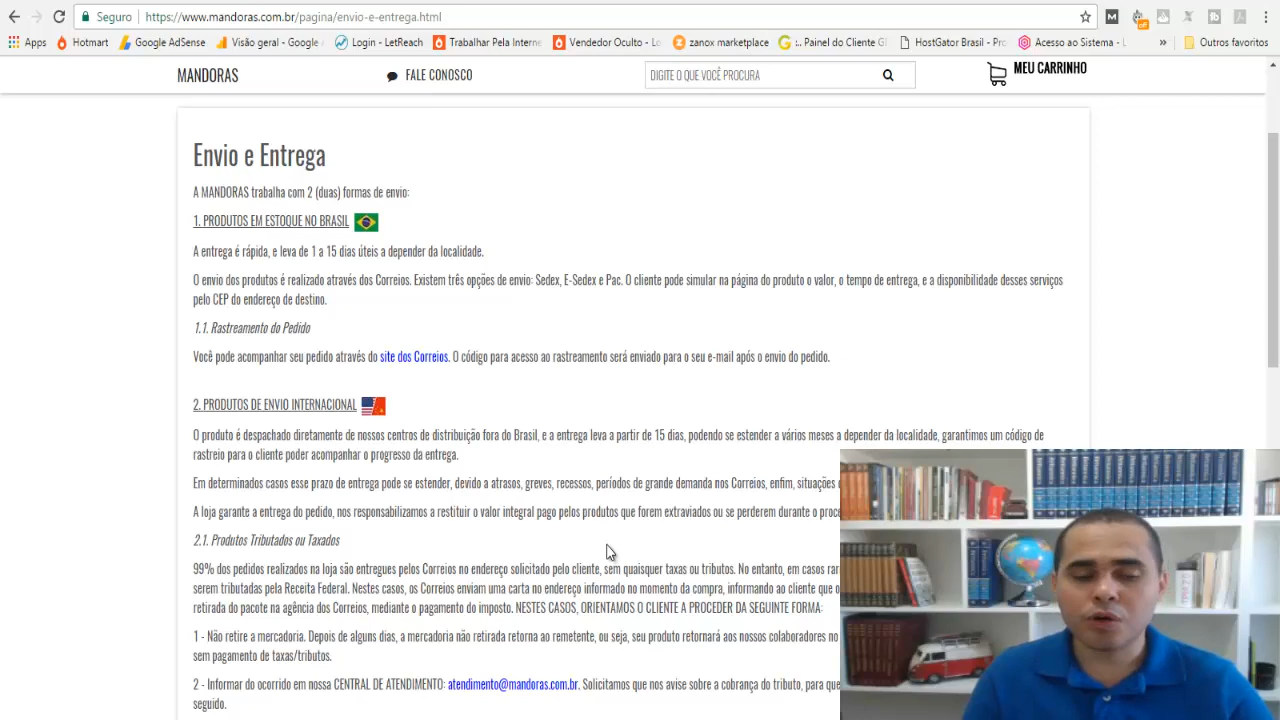 Seguro
https://www.mandoras.com.br/pagina/envio-e-entrega.html
Apps
Hotmart
Google AdSense
Visão geral - Google
Login - LetReach
Trabalhar Pela Interne
Vendedor Oculto - Lo
zanox marketplace
Painel do Cliente G
HostGator Brasil - Pro
Acesso ao Sistema - L
»
Outros favoritos
MANDORAS
FALE CONOSCO
DIGITE O QUE VOCÊ PROCURA
MEU CARRINHO
Envio e Entrega
A MANDORAS trabalha com 2 (duas) formas de envio:
1. PRODUTOS EM ESTOQUE NO BRASIL
A entrega é rápida, e leva de 1 a 15 dias úteis a depender da localidade.
O envio dos produtos é realizado através dos Correios. Existem três opções de envio: Sedex, E-Sedex e Pac. O cliente pode simular na página do produto o valor, o tempo de entrega, e a disponibilidade desses serviços
pelo CEP do endereço de destino.
1.1. Rastreamento do Pedido
Você pode acompanhar seu pedido através do site dos Correios. O código para acesso ao rastreamento será enviado para o seu e-mail após o envio do pedido.
2. PRODUTOS DE ENVIO INTERNACIONAL
O produto é despachado diretamente de nossos centros de distribuição fora do Brasil, e a entrega leva a partir de 15 dias, podendo se estender a vários meses a depender da localidade, garantimos um código de
rastreio para o cliente poder acompanhar o progresso da entrega.
Em determinados casos esse prazo de entrega pode se estender, devido a atrasos, greves, recessos, períodos de grande demanda nos Correios, enfim, situações
A loja garante a entrega do pedido, nos responsabilizamos a restituir o valor integral pago pelos produtos que forem extraviados ou se perderem durante o proce
2.1. Produtos Tributados ou Taxados
99% dos pedidos realizados na loja são entregues pelos Correios no endereço solicitado pelo cliente, sem quaisquer taxas ou tributos. No entanto, em casos rar
serem tributadas pela Receita Federal. Nestes casos, os Correios enviam uma carta no endereço informado no momento da compra, informando ao cliente que o
retirada do pacote na agência dos Correios, mediante o pagamento do imposto. NESTES CASOS, ORIENTAMOS O CLIENTE A PROCEDER DA SEGUINTE FORMA:
1 - Não retire a mercadoria. Depois de alguns dias, a mercadoria não retirada retorna ao remetente, ou seja, seu produto retornará aos nossos colaboradores no
sem pagamento de taxas/tributos.
2 - Informar do ocorrido em nossa CENTRAL DE ATENDIMENTO: atendimento@mandoras.com.br. Solicitamos que nos avise sobre a cobrança do tributo, para que
seguido.